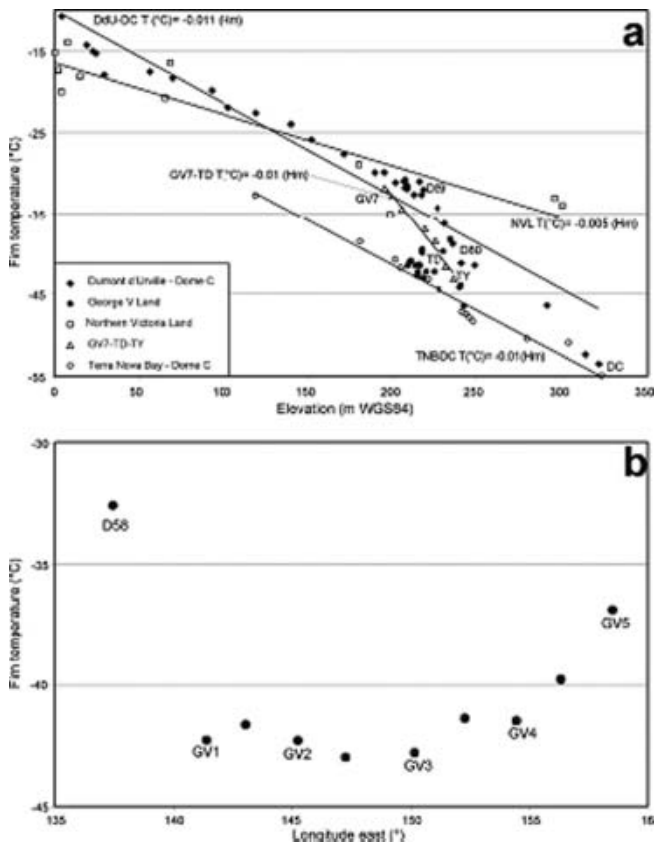 DdU-DC T (°C)= -0.011 (Hm)
a
-15
-25
GV7-TD T(°C)= -0.01 (Hm)
GV7
D59
NVL T(°C)= -0.005 (Hm)
-35
D80
TD
TY
-45
TNBDC T(°C)= -0.01(Hm)
DC
-55
Firn temperature (°C)
Dumont d'Urville - Dome C
George V Land
Northern Victoria Land
GV7-TD-TY
Terra Nova Bay - Dome C
0 50 100 150 200 250 300 350
Elevation (m WGS84)
b
-30
D58
-35
GV5
-40
GV1 GV2 GV3 GV4
-45
Firn temperature (°C)
135 140 145 150 155 16
Longitude east (°)